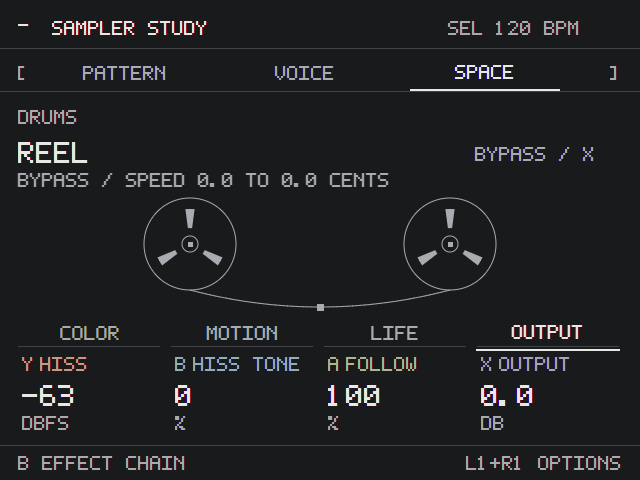 – SAMPLER STUDY SEL 120 BPM
[ PATTERN VOICE SPACE ]
DRUMS
REEL
BYPASS / X
BYPASS / SPEED 0.0 TO 0.0 CENTS
COLOR MOTION LIFE OUTPUT
Y HISS B HISS TONE A FOLLOW X OUTPUT
-63 0 100 0.0
DBFS % % DB
B EFFECT CHAIN L1+R1 OPTIONS